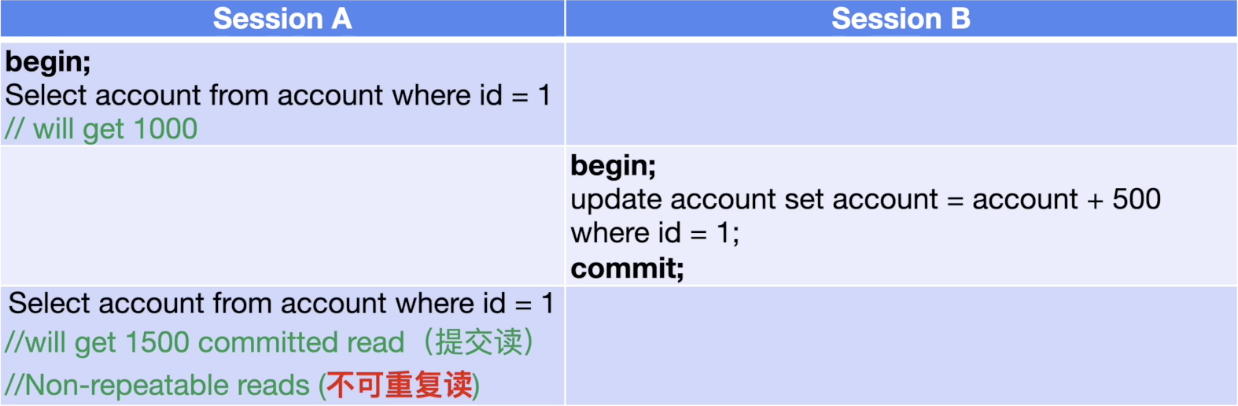 Session A
Session B
begin;
Select account from account where id = 1
// will get 1000
begin;
update account set account = account + 500
where id = 1;
commit;
Select account from account where id = 1
//will get 1500 committed read（提交读）
//Non-repeatable reads (不可重复读)